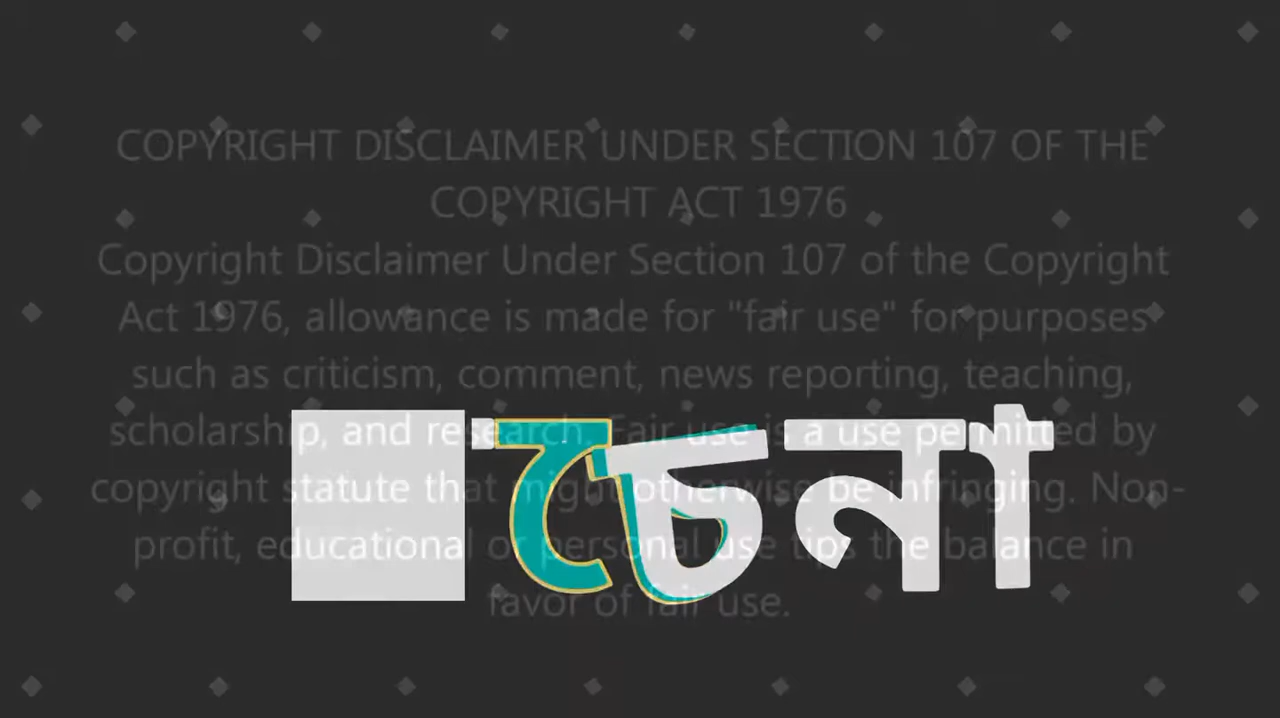 COPYRIGHT DISCLAIMER UNDER SECTION 107 OF THE
COPYRIGHT ACT 1976
Copyright Disclaimer Under Section 107 of the Copyright
Act 1976, allowance is made for "fair use" for purposes
such as criticism, comment, news reporting, teaching,
scholarship, and research. Fair use is a use permitted by
copyright statute that might otherwise be infringing. Non-
profit, educational or personal use tips the balance in
favor of fair use.
চেনা